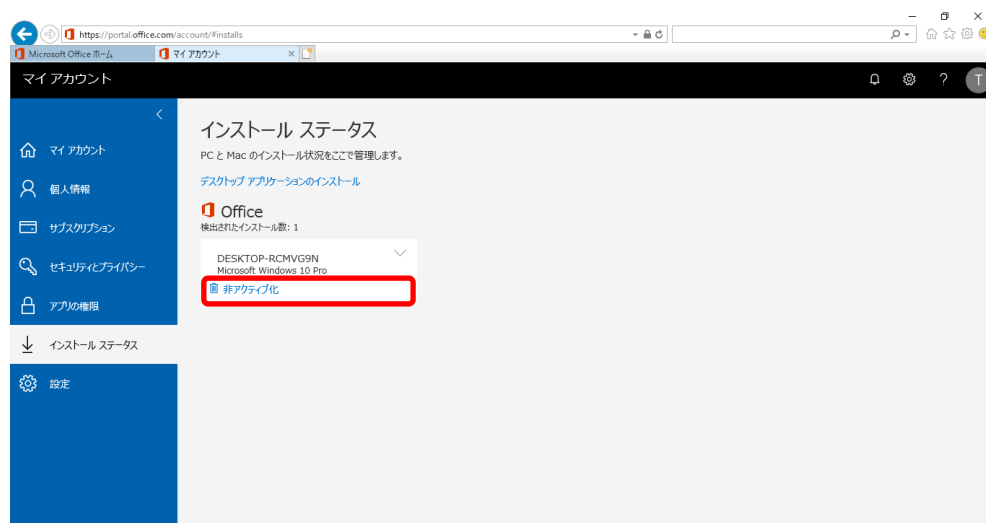 https://portal.office.com/account/#installs
Microsoft Office ホーム
マイ アカウント
マイ アカウント
T
マイ アカウント
個人情報
サブスクリプション
セキュリティとプライバシー
アプリの権限
インストール ステータス
設定
インストール ステータス
PC と Mac のインストール状況をここで管理します。
デスクトップ アプリケーションのインストール
Office
検出されたインストール数: 1
DESKTOP-RCMVG9N
Microsoft Windows 10 Pro
非アクティブ化